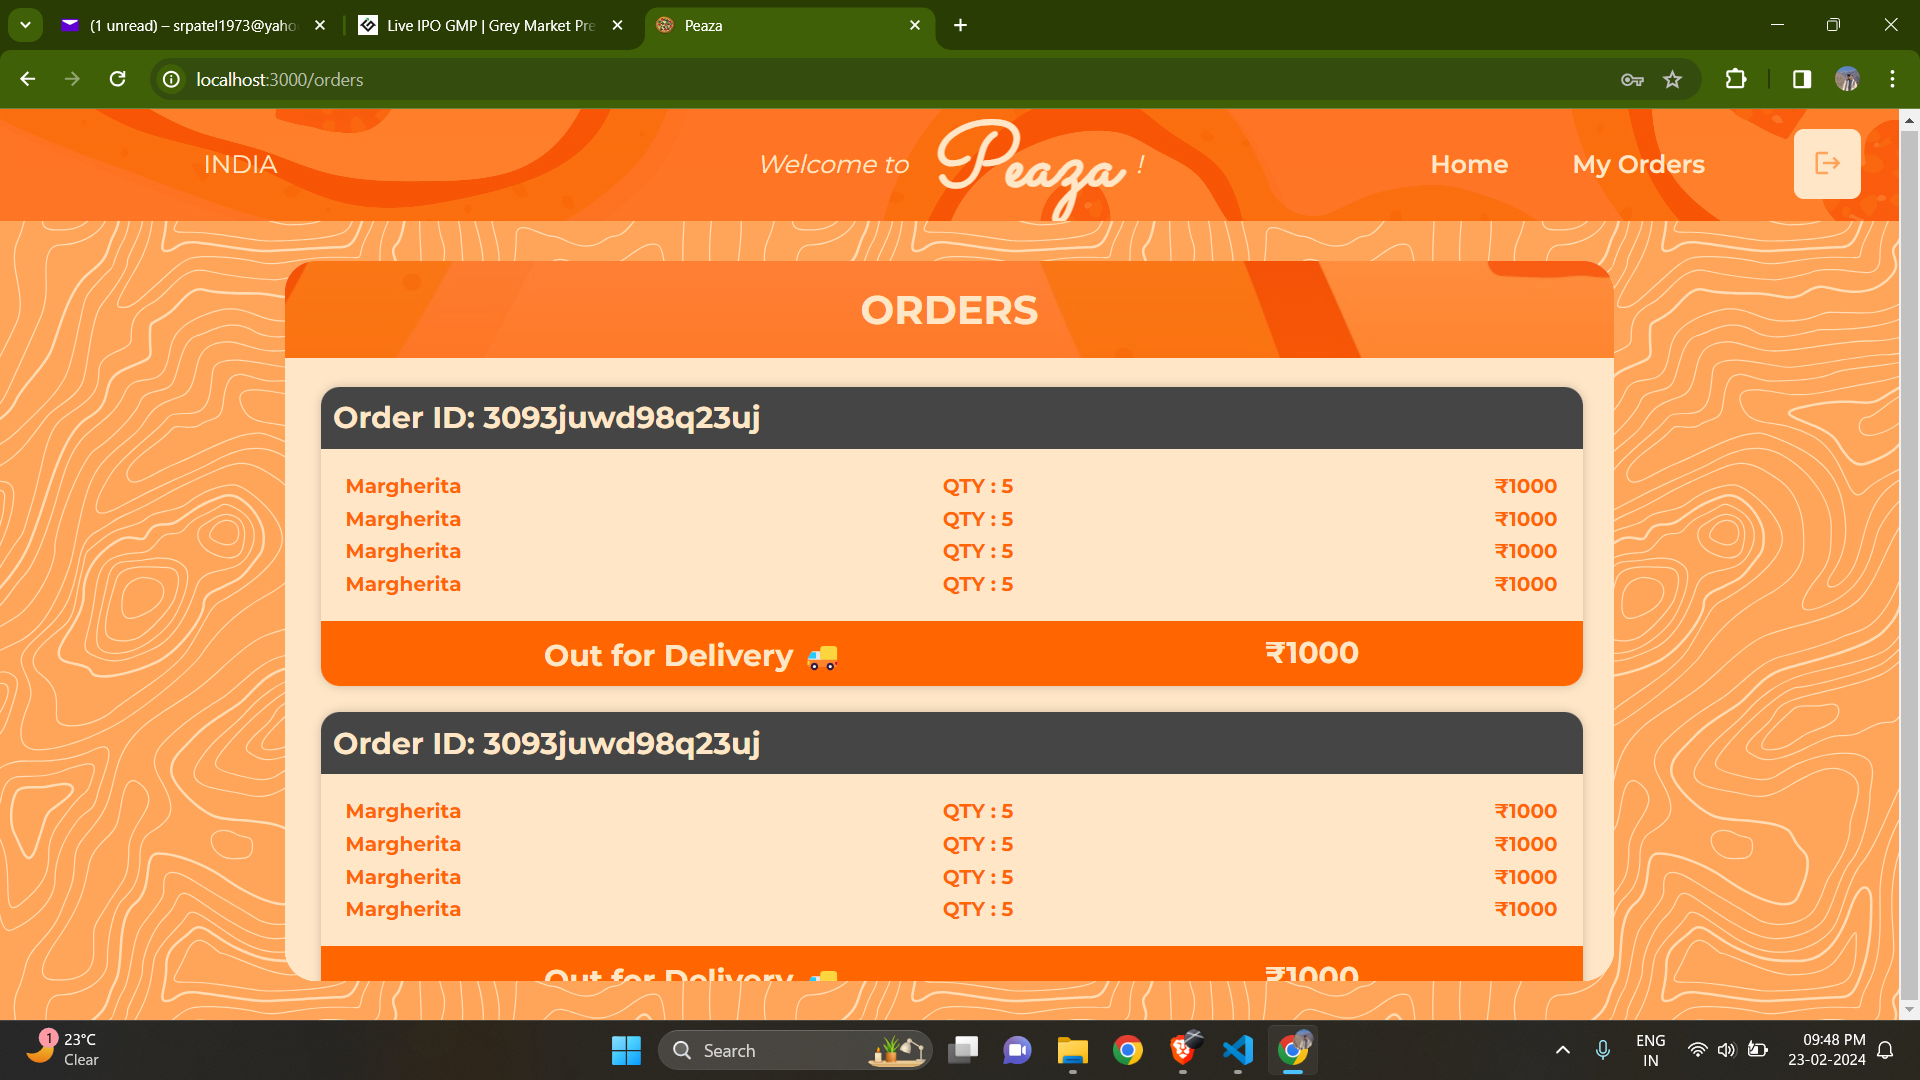 (1 unread) – srpatel1973@yaho
Live IPO GMP | Grey Market Pre
Peaza
localhost:3000/orders
INDIA
Welcome to Peaza !
Home
My Orders
ORDERS
Order ID: 3093juwd98q23uj
Margherita QTY : 5 ₹1000
Margherita QTY : 5 ₹1000
Margherita QTY : 5 ₹1000
Margherita QTY : 5 ₹1000
Out for Delivery 🚚 ₹1000
Order ID: 3093juwd98q23uj
Margherita QTY : 5 ₹1000
Margherita QTY : 5 ₹1000
Margherita QTY : 5 ₹1000
Margherita QTY : 5 ₹1000
Out for Delivery 🚚 ₹1000
1
23°C
Clear
Search
ENG
IN
09:48 PM
23-02-2024